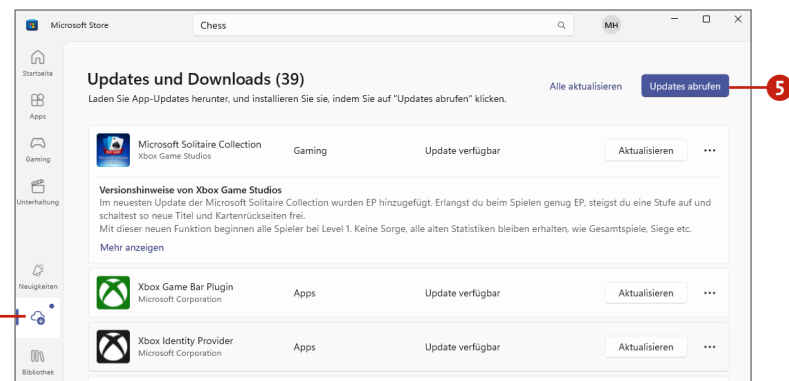 Microsoft Store
Chess
MH
Startseite
Apps
Gaming
Unterhaltung
Neuigkeiten
Bibliothek
Updates und Downloads (39)
Alle aktualisieren
Updates abrufen
5
Laden Sie App-Updates herunter, und installieren Sie sie, indem Sie auf "Updates abrufen" klicken.
Microsoft Solitaire Collection
Xbox Game Studios
Gaming
Update verfügbar
Aktualisieren
Versionshinweise von Xbox Game Studios
Im neuesten Update der Microsoft Solitaire Collection wurden EP hinzugefügt. Erlangst du beim Spielen genug EP, steigst du eine Stufe auf und
schaltest so neue Titel und Kartenrückseiten frei.
Mit dieser neuen Funktion beginnen alle Spieler bei Level 1. Keine Sorge, alle alten Statistiken bleiben erhalten, wie Gesamtspiele, Siege etc.
Mehr anzeigen
Xbox Game Bar Plugin
Microsoft Corporation
Apps
Update verfügbar
Aktualisieren
Xbox Identity Provider
Microsoft Corporation
Apps
Update verfügbar
Aktualisieren